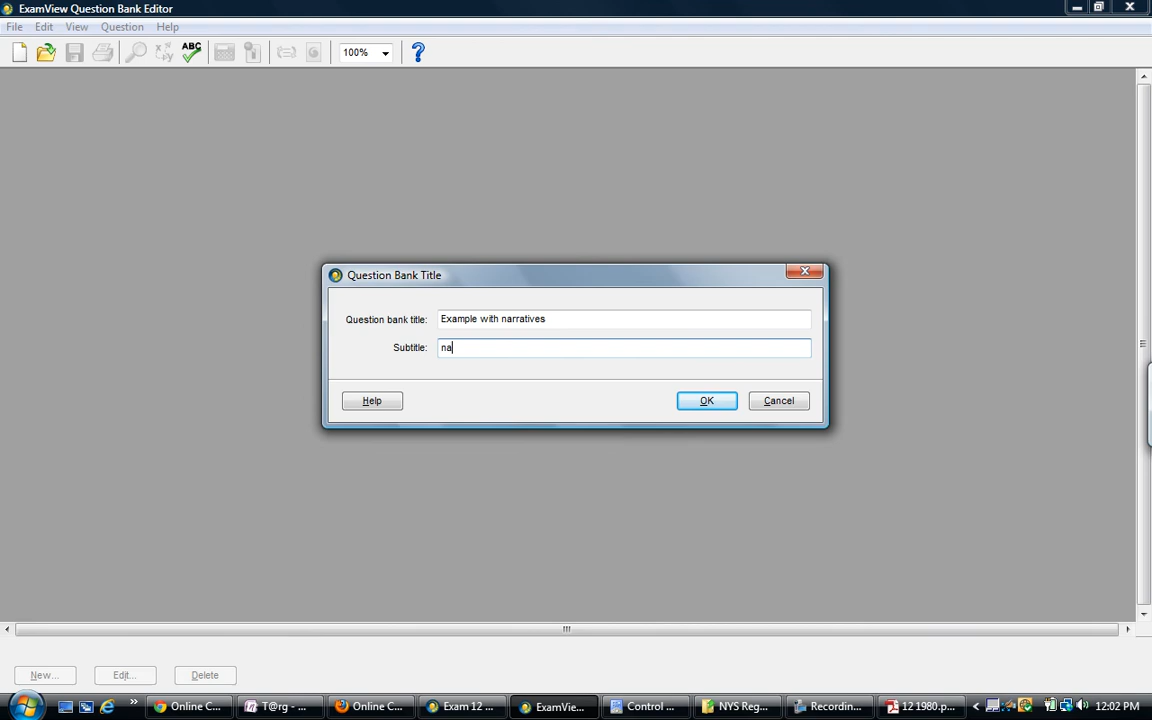 ExamView Question Bank Editor
File Edit View Question Help
ABC 100% ?
Question Bank Title
Question bank title: Example with narratives
Subtitle: na
Help OK Cancel
New... Edit... Delete
» Online C... T@rg - ... Online C... Exam 12 ... ExamVie... Control ... NYS Reg... Recordin... 12 1980.p... < 12:02 PM